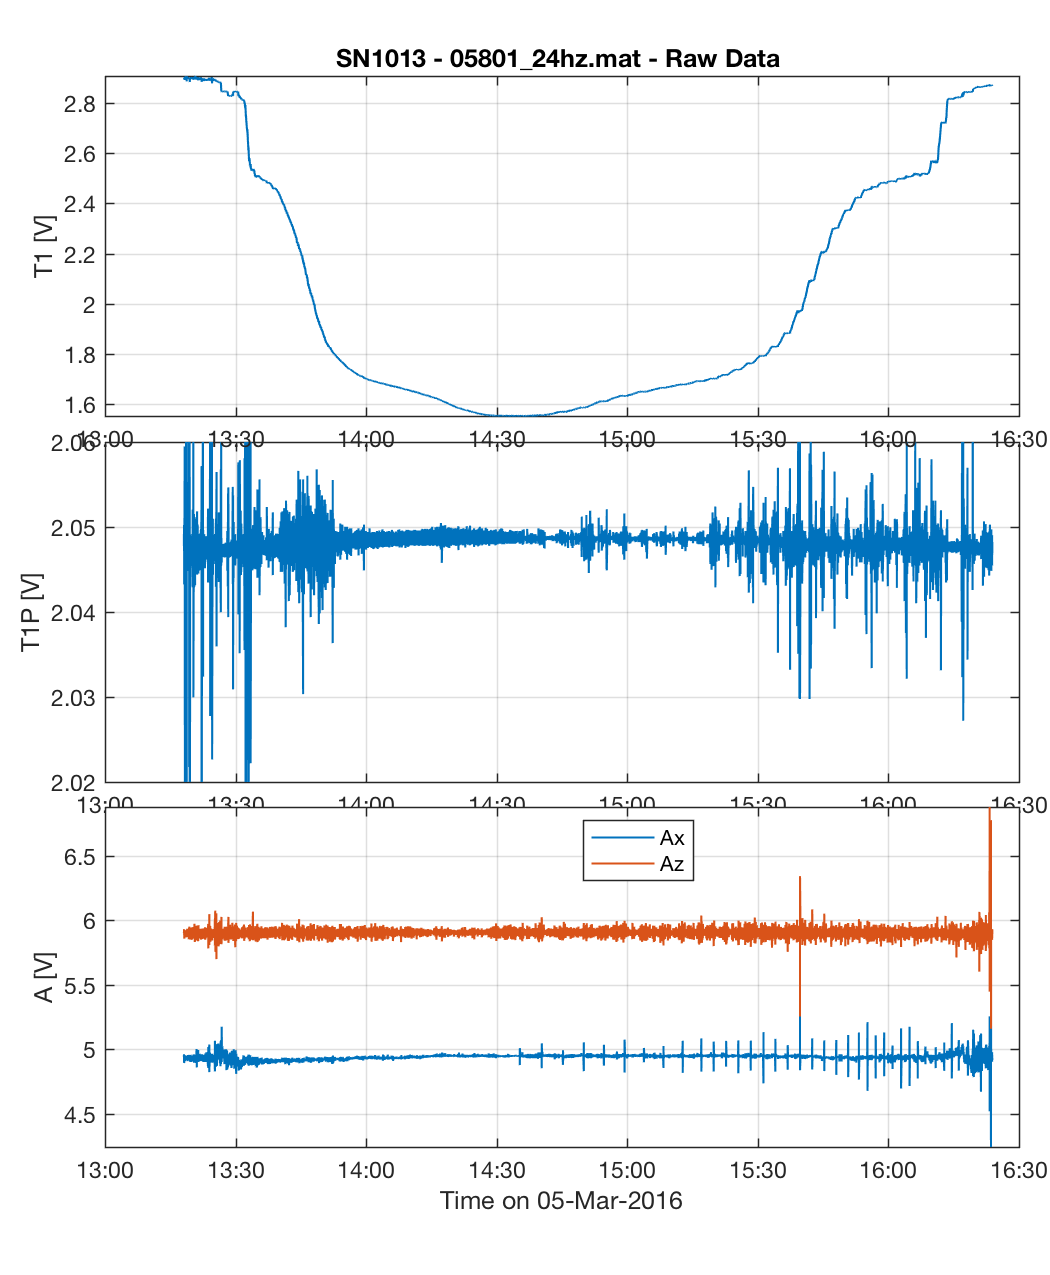 SN1013 - 05801_24hz.mat - Raw Data
2.8
2.6
2.4
2.2
2
1.8
1.6
T1 [V]
13:00 13:30 14:00 14:30 15:00 15:30 16:00 16:30
2.06
2.05
2.04
2.03
2.02
T1P [V]
13:00 13:30 14:00 14:30 15:00 15:30 16:00 16:30
Ax
Az
6.5
6
5.5
5
4.5
A [V]
13:00 13:30 14:00 14:30 15:00 15:30 16:00 16:30
Time on 05-Mar-2016